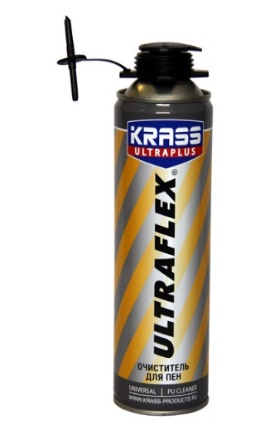 KRASS
ULTRAPLUS
ULTRAFLEX®
ОЧИСТИТЕЛЬ
ДЛЯ ПЕН
UNIVERSAL | PU CLEANER
WWW.KRASS-PRODUCTS.RU